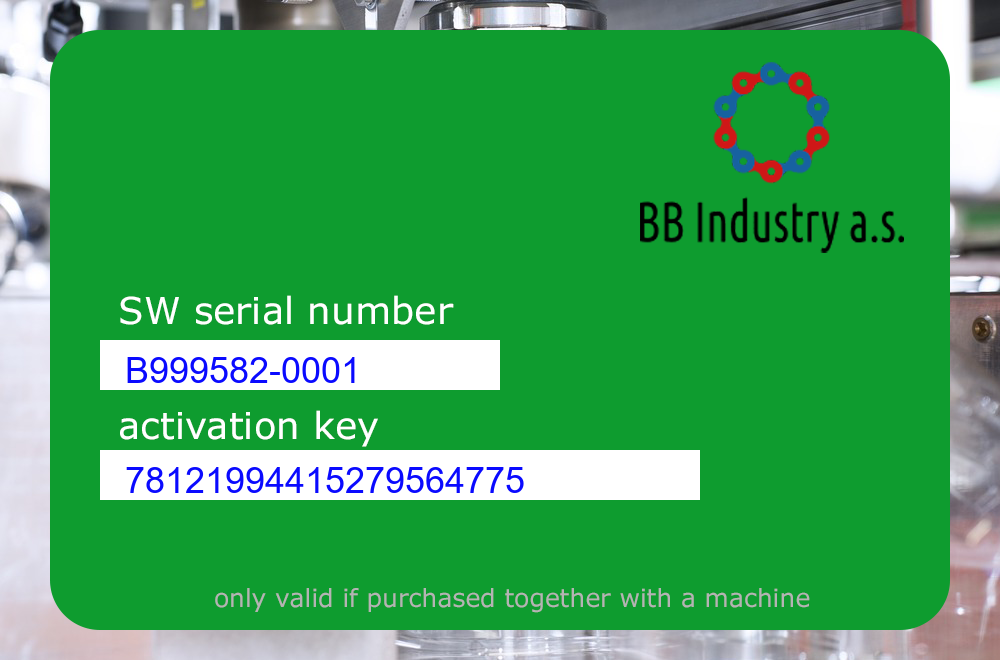 BB Industry a.s.
SW serial number
B999582-0001
activation key
78121994415279564775
only valid if purchased together with a machine